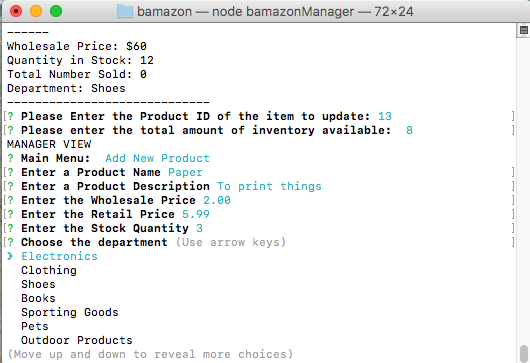 bamazon — node bamazonManager — 72×24
------
Wholesale Price: $60
Quantity in Stock: 12
Total Number Sold: 0
Department: Shoes
-----------------------------
[? Please Enter the Product ID of the item to update: 13 ]
[? Please enter the total amount of inventory available:  8 ]
MANAGER VIEW
? Main Menu:  Add New Product
[? Enter a Product Name Paper ]
[? Enter a Product Description To print things ]
[? Enter the Wholesale Price 2.00 ]
[? Enter the Retail Price 5.99 ]
[? Enter the Stock Quantity 3 ]
[? Choose the department (Use arrow keys) ]
❯ Electronics
  Clothing
  Shoes
  Books
  Sporting Goods
  Pets
  Outdoor Products
(Move up and down to reveal more choices)